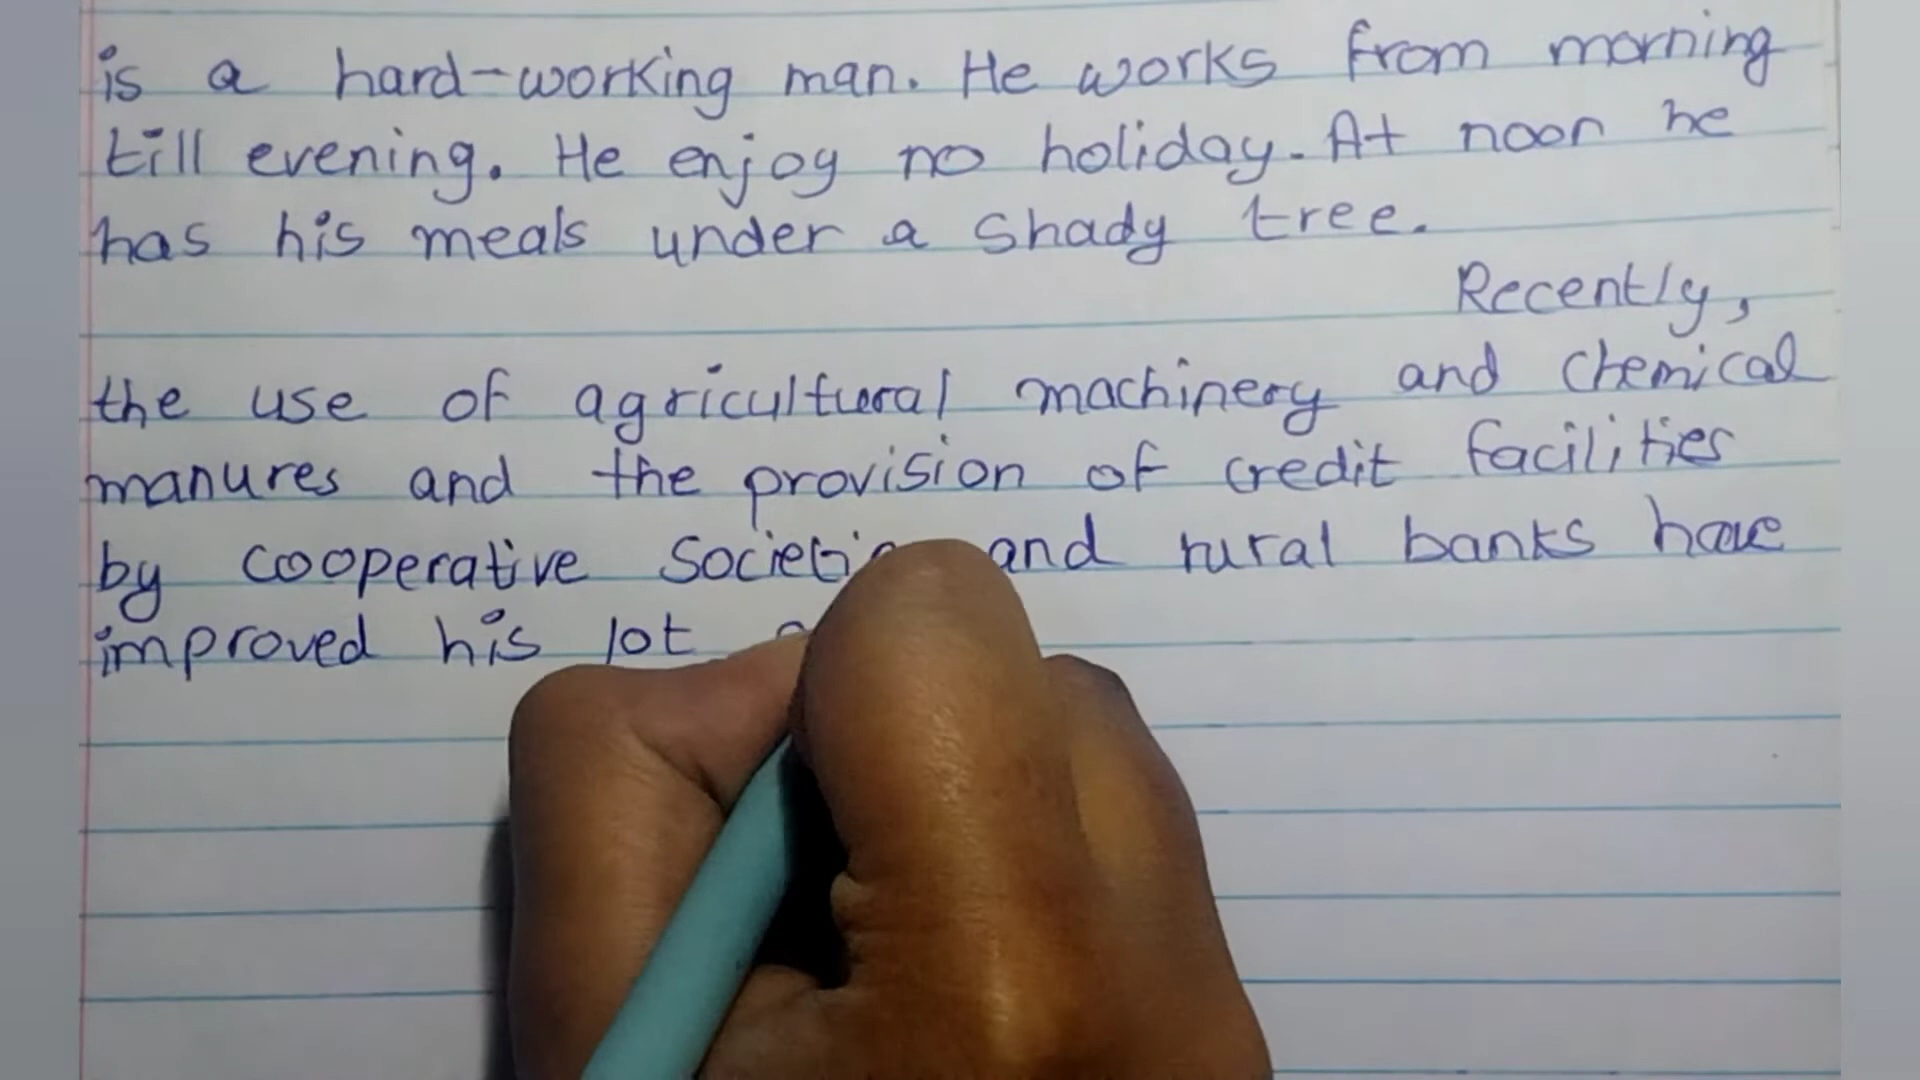 is a hard-working man. He works from morning
till evening. He enjoy no holiday. At noon he
has his meals under a shady tree.
Recently,
the use of agricultural machinery and chemical
manures and the provision of credit facilities
by cooperative and rural banks have
improved his lot